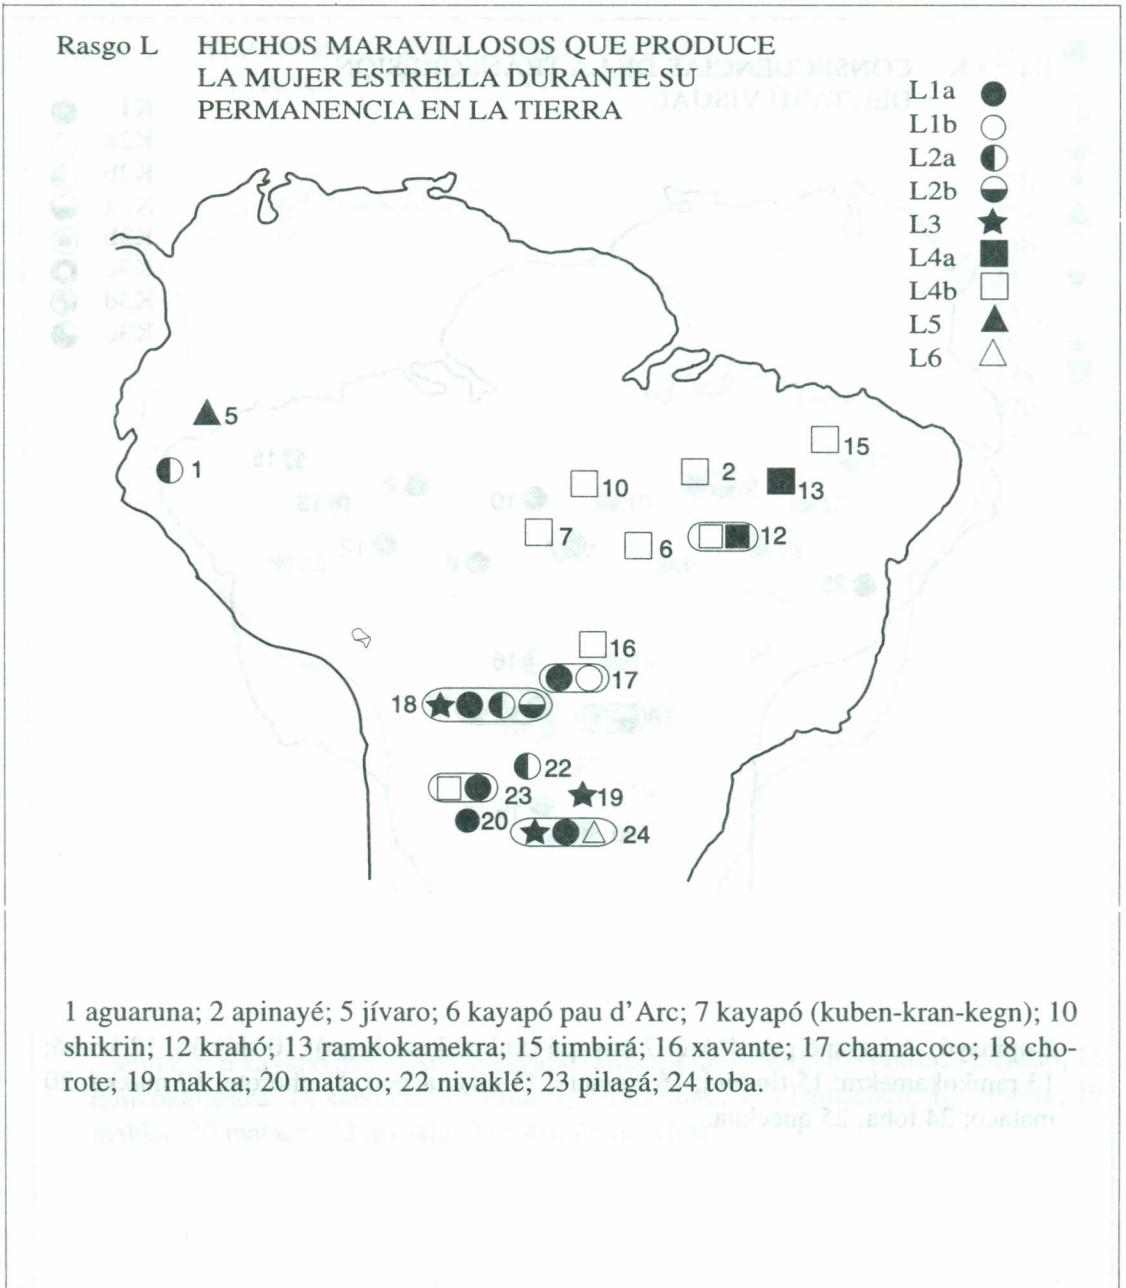 Rasgo L HECHOS MARAVILLOSOS QUE PRODUCE
LA MUJER ESTRELLA DURANTE SU
PERMANENCIA EN LA TIERRA
L1a
L1b
L2a
L2b
L3
L4a
L4b
L5
L6
5
1
15
2
10
13
7
6
12
16
17
18
22
23
19
20
24
1 aguaruna; 2 apinayé; 5 jívaro; 6 kayapó pau d'Arc; 7 kayapó (kuben-kran-kegn); 10
shikrin; 12 krahó; 13 ramkokamekra; 15 timbirá; 16 xavante; 17 chamacoco; 18 cho-
rote; 19 makka; 20 mataco; 22 nivaklé; 23 pilagá; 24 toba.